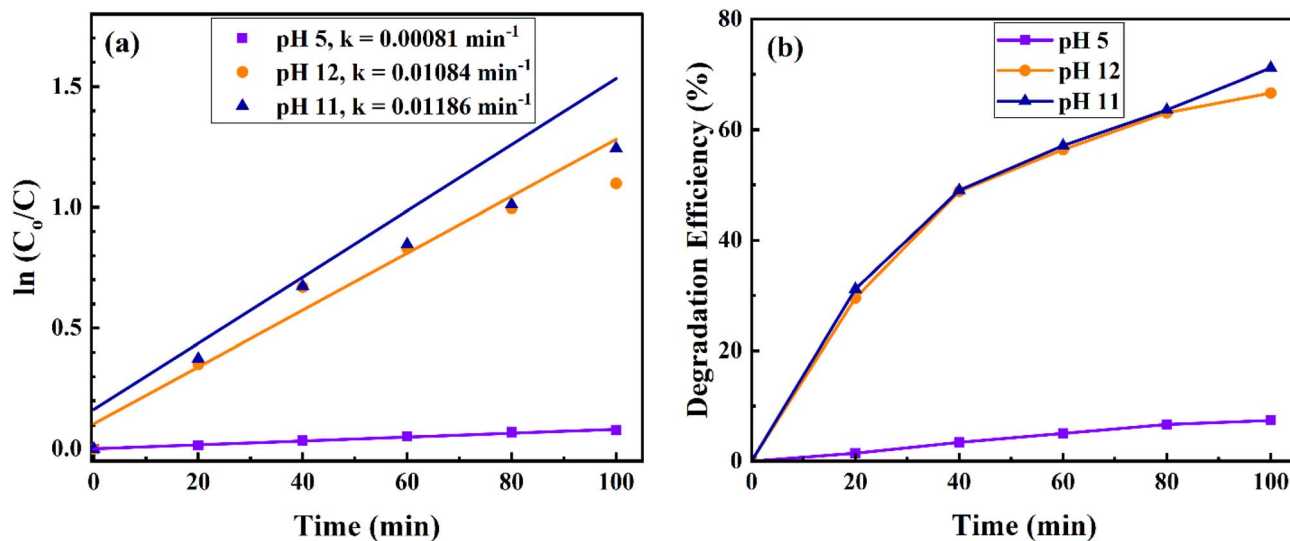 (a)
pH 5, k = 0.00081 min⁻¹
pH 12, k = 0.01084 min⁻¹
pH 11, k = 0.01186 min⁻¹
ln (C₀/C)
1.5
1.0
0.5
0.0
0 20 40 60 80 100
Time (min)
(b)
pH 5
pH 12
pH 11
Degradation Efficiency (%)
80
60
40
20
0
0 20 40 60 80 100
Time (min)